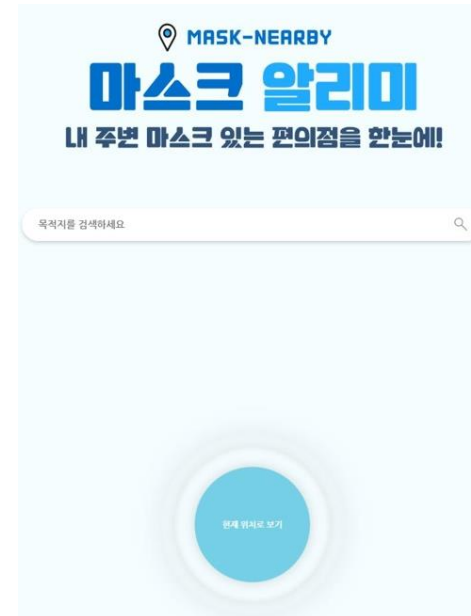 MASK-NEARBY
마스크 알리미
내 주변 마스크 있는 편의점을 한눈에!
목적지를 검색하세요
현재 위치로 보기